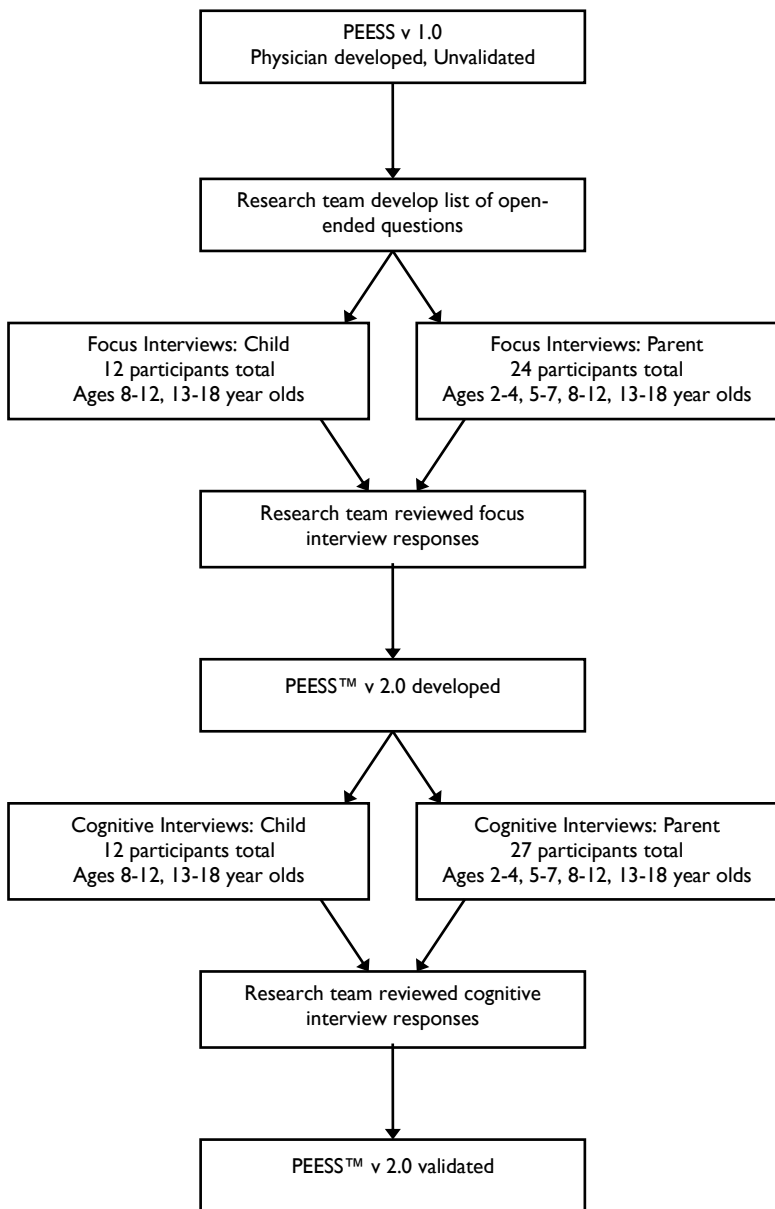 PEESS v 1.0
Physician developed, Unvalidated
Research team develop list of open-
ended questions
Focus Interviews: Child
12 participants total
Ages 8-12, 13-18 year olds
Focus Interviews: Parent
24 participants total
Ages 2-4, 5-7, 8-12, 13-18 year olds
Research team reviewed focus
interview responses
PEESS™ v 2.0 developed
Cognitive Interviews: Child
12 participants total
Ages 8-12, 13-18 year olds
Cognitive Interviews: Parent
27 participants total
Ages 2-4, 5-7, 8-12, 13-18 year olds
Research team reviewed cognitive
interview responses
PEESS™ v 2.0 validated